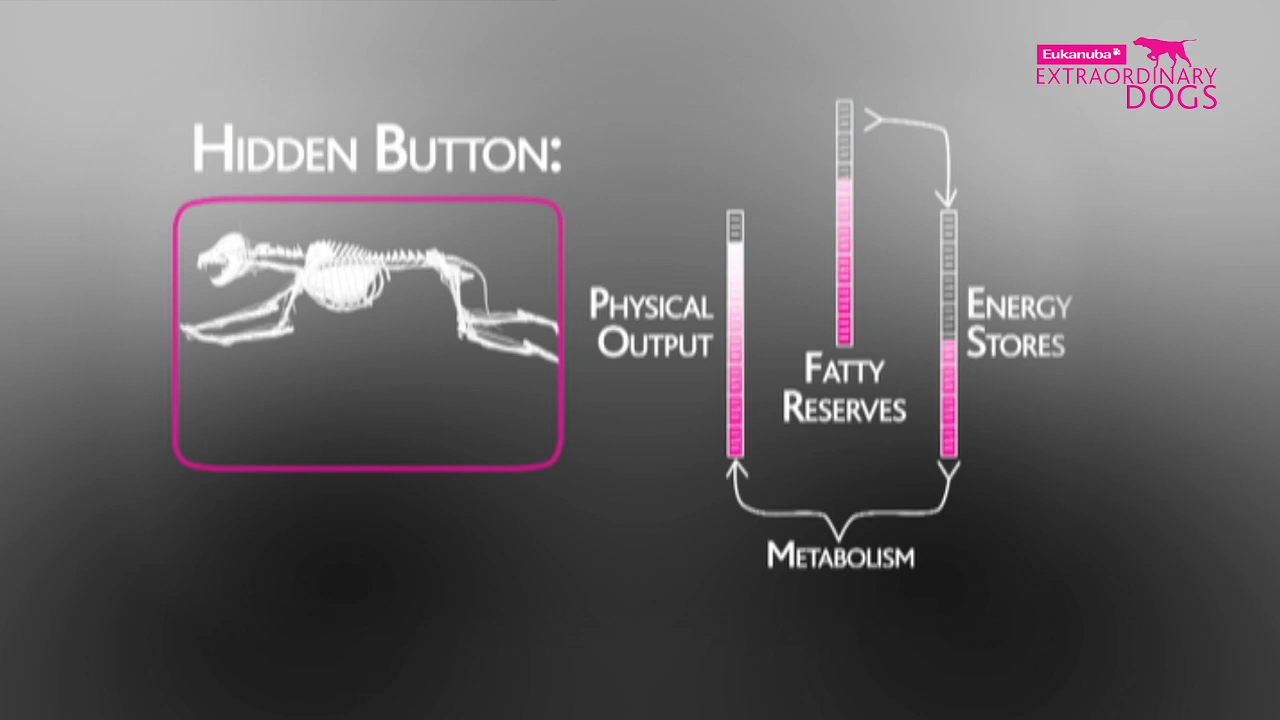 Eukanuba
EXTRAORDINARY
DOGS
HIDDEN BUTTON:
PHYSICAL
OUTPUT
FATTY
RESERVES
ENERGY
STORES
METABOLISM